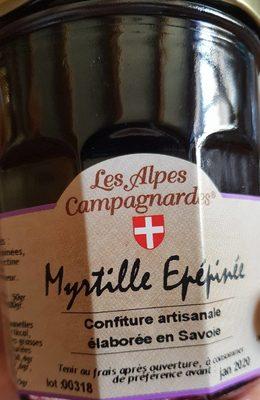 Les Alpes
Campagnardes®
Myrtille Epépinée
Confiture artisanale
élaborée en Savoie
Tenir au frais après ouverture, à consommer
de préférence avant jan 2020
lot :00318